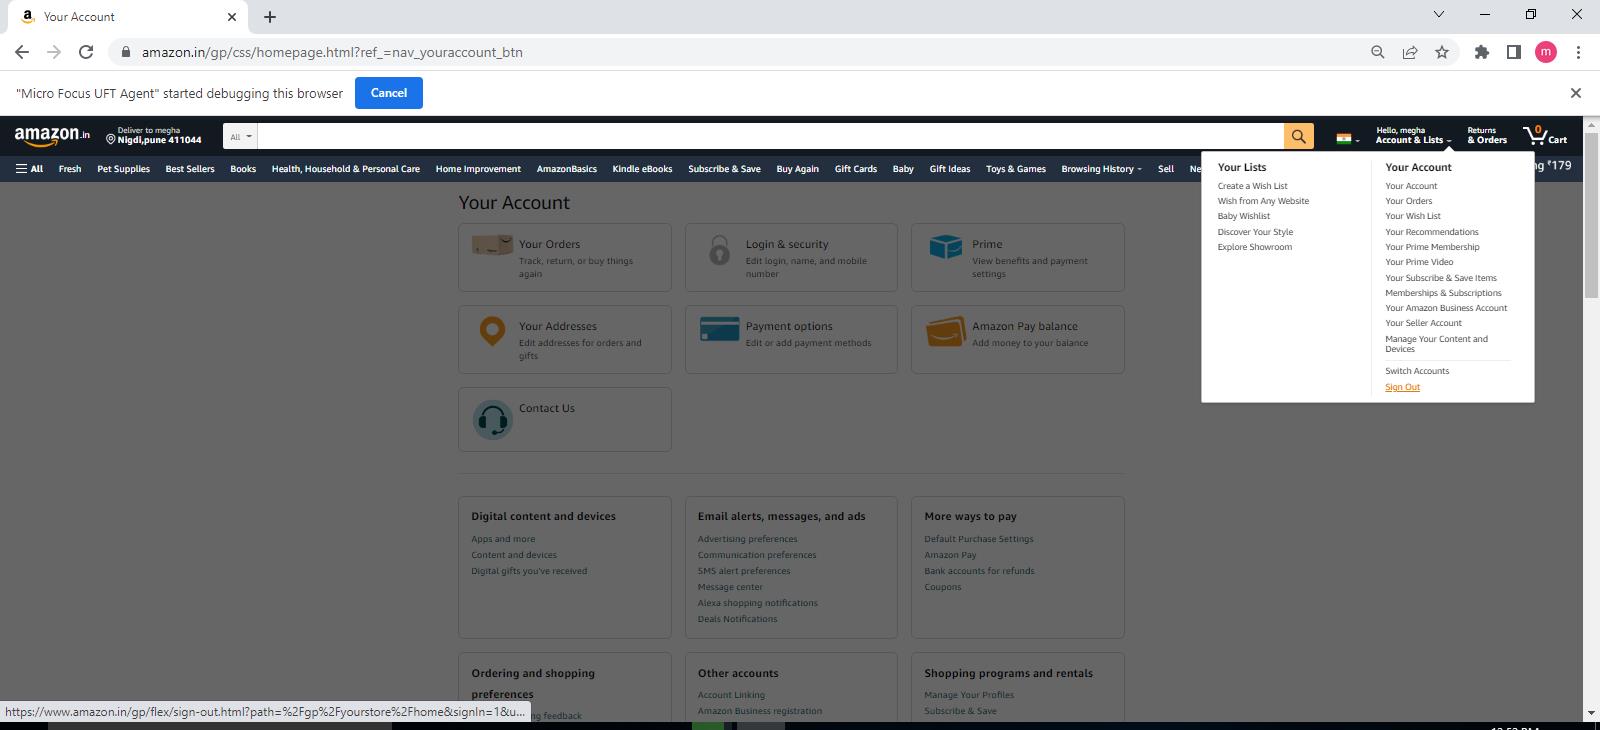 Your Account
amazon.in/gp/css/homepage.html?ref_=nav_youraccount_btn
m
"Micro Focus UFT Agent" started debugging this browser
Cancel
amazon.in
Deliver to megha
Nigdi,pune 411044
All
Hello, megha
Account & Lists
Returns
& Orders
0
Cart
All
Fresh
Pet Supplies
Best Sellers
Books
Health, Household & Personal Care
Home Improvement
AmazonBasics
Kindle eBooks
Subscribe & Save
Buy Again
Gift Cards
Baby
Gift Ideas
Toys & Games
Browsing History
Sell
Ne
ng ₹179
Your Lists
Create a Wish List
Wish from Any Website
Baby Wishlist
Discover Your Style
Explore Showroom
Your Account
Your Account
Your Orders
Your Wish List
Your Recommendations
Your Prime Membership
Your Prime Video
Your Subscribe & Save Items
Memberships & Subscriptions
Your Amazon Business Account
Your Seller Account
Manage Your Content and
Devices
Switch Accounts
Sign Out
Your Account
Your Orders
Track, return, or buy things
again
Login & security
Edit login, name, and mobile
number
Prime
View benefits and payment
settings
Your Addresses
Edit addresses for orders and
gifts
Payment options
Edit or add payment methods
Amazon Pay balance
Add money to your balance
Contact Us
Digital content and devices
Apps and more
Content and devices
Digital gifts you've received
Email alerts, messages, and ads
Advertising preferences
Communication preferences
SMS alert preferences
Message center
Alexa shopping notifications
Deals Notifications
More ways to pay
Default Purchase Settings
Amazon Pay
Bank accounts for refunds
Coupons
Ordering and shopping
preferences
ng feedback
Other accounts
Account Linking
Amazon Business registration
Shopping programs and rentals
Manage Your Profiles
Subscribe & Save
https://www.amazon.in/gp/flex/sign-out.html?path=%2Fgp%2Fyourstore%2Fhome&signIn=1&u...